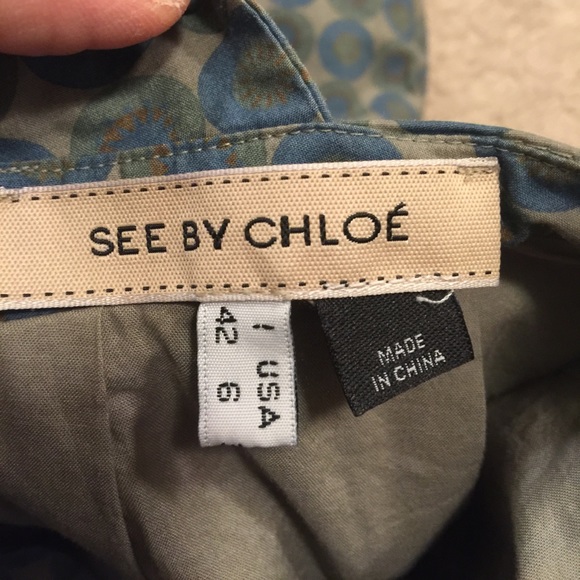 SEE BY CHLOÉ
I USA
42 6
MADE
IN CHINA